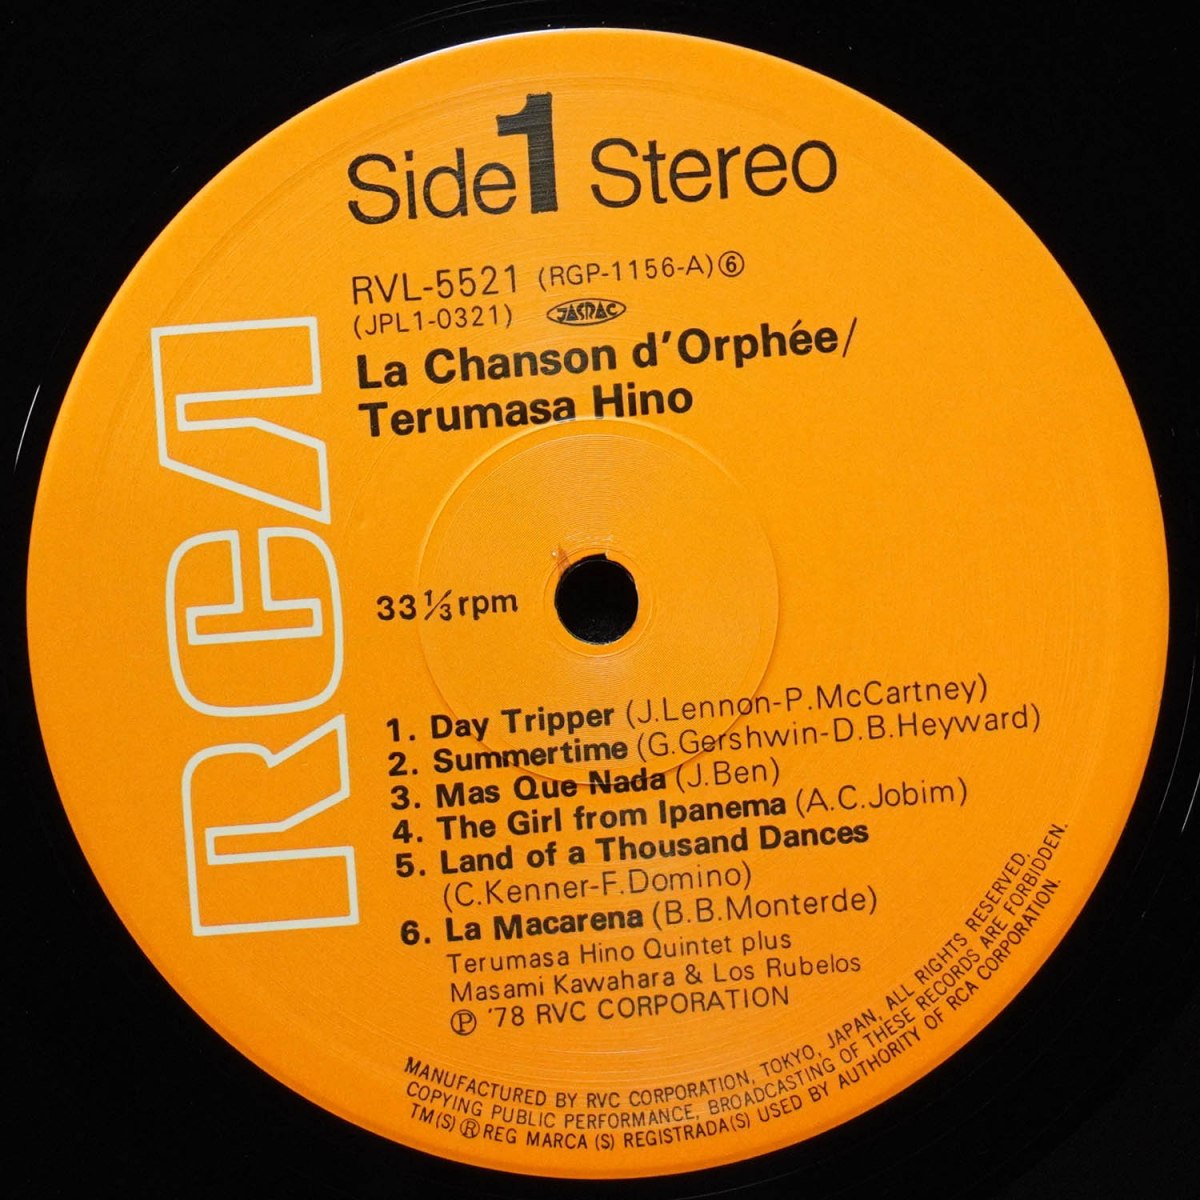 Side 1 Stereo
RVL-5521 (RGP-1156-A)⑥
(JPL1-0321) JASRAC
La Chanson d'Orphée/
Terumasa Hino
RCA
33 ⅓ rpm
1. Day Tripper (J.Lennon-P.McCartney)
2. Summertime (G.Gershwin-D.B.Heyward)
3. Mas Que Nada (J.Ben)
4. The Girl from Ipanema (A.C.Jobim)
5. Land of a Thousand Dances
(C.Kenner-F.Domino)
6. La Macarena (B.B.Monterde)
Terumasa Hino Quintet plus
Masami Kawahara & Los Rubelos
Ⓟ '78 RVC CORPORATION
MANUFACTURED BY RVC CORPORATION, TOKYO, JAPAN, ALL RIGHTS RESERVED.
COPYING PUBLIC PERFORMANCE, BROADCASTING OF THESE RECORDS ARE FORBIDDEN.
TM(S) ® REG MARCA (S) REGISTRADA(S) USED BY AUTHORITY OF RCA CORPORATION.